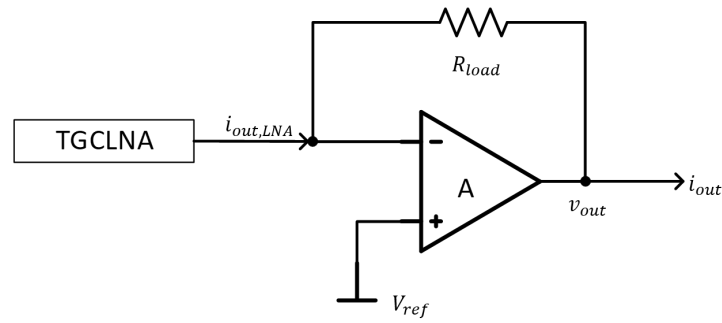 R_load
i_out,LNA
TGCLNA
−
A
i_out
+
v_out
V_ref